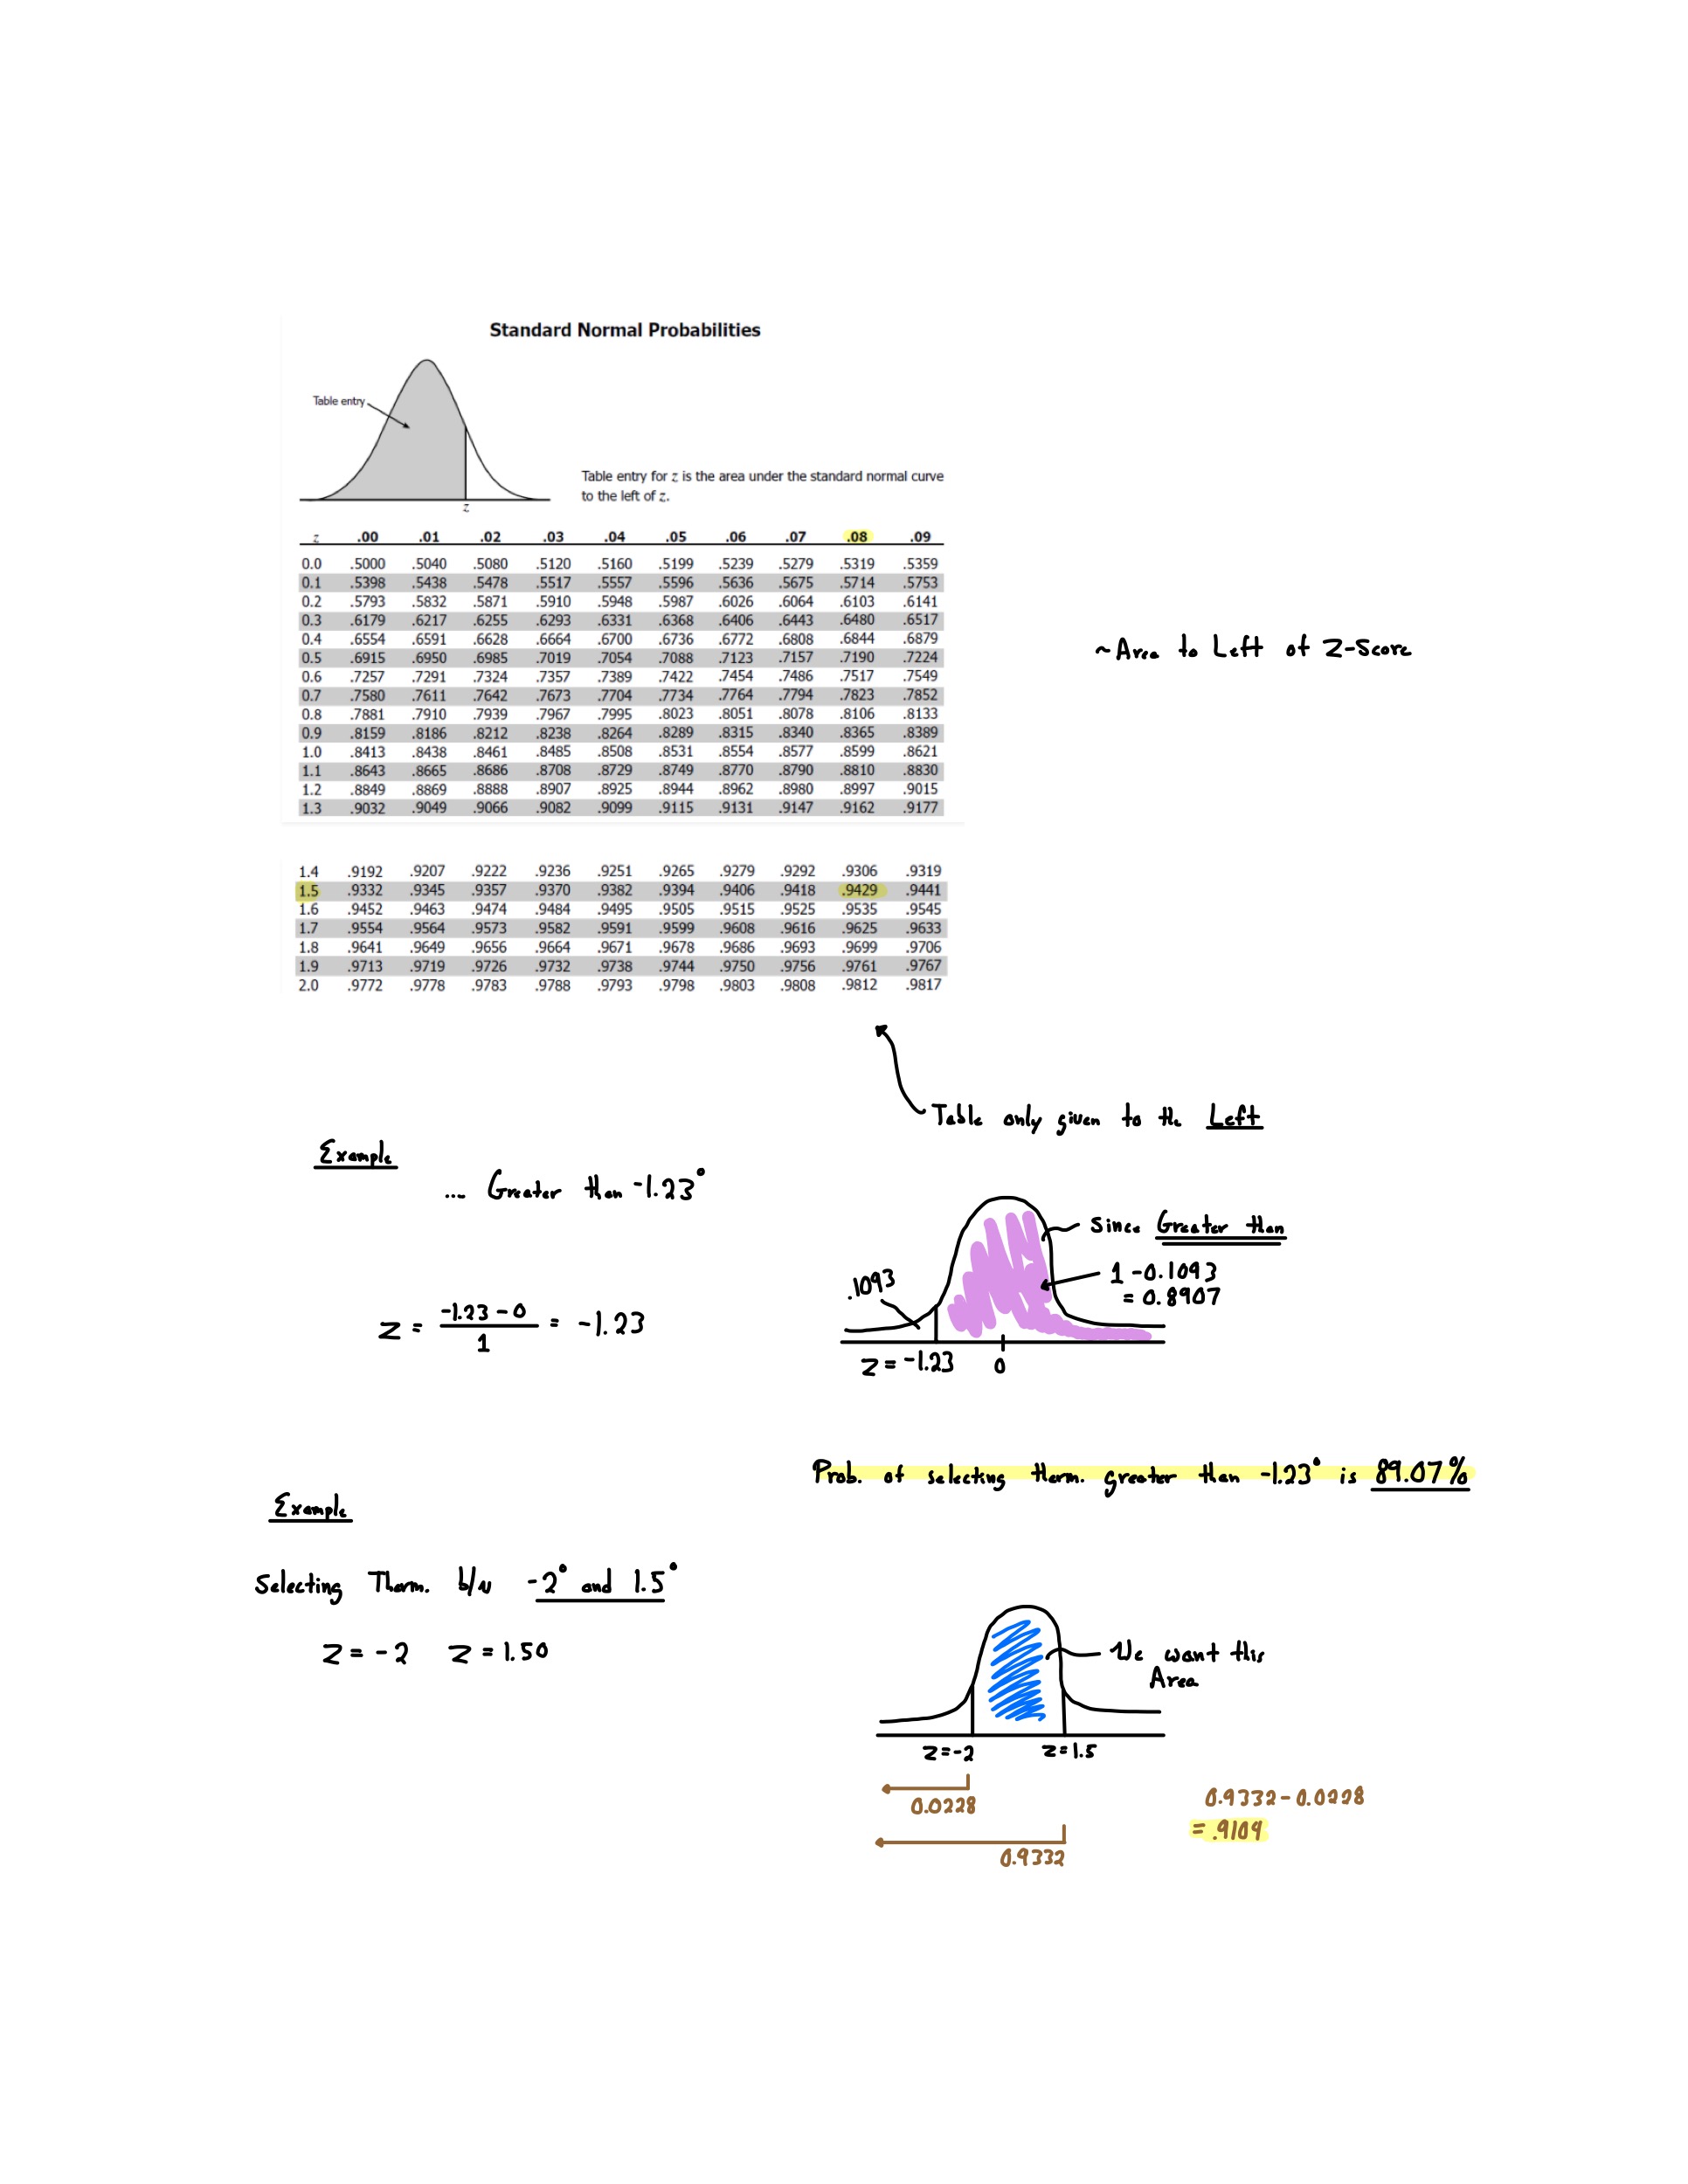 Standard Normal Probabilities
Table entry
Table entry for z is the area under the standard normal curve
to the left of z.
z
z .00 .01 .02 .03 .04 .05 .06 .07 .08 .09
0.0 .5000 .5040 .5080 .5120 .5160 .5199 .5239 .5279 .5319 .5359
0.1 .5398 .5438 .5478 .5517 .5557 .5596 .5636 .5675 .5714 .5753
0.2 .5793 .5832 .5871 .5910 .5948 .5987 .6026 .6064 .6103 .6141
0.3 .6179 .6217 .6255 .6293 .6331 .6368 .6406 .6443 .6480 .6517
0.4 .6554 .6591 .6628 .6664 .6700 .6736 .6772 .6808 .6844 .6879
0.5 .6915 .6950 .6985 .7019 .7054 .7088 .7123 .7157 .7190 .7224
0.6 .7257 .7291 .7324 .7357 .7389 .7422 .7454 .7486 .7517 .7549
0.7 .7580 .7611 .7642 .7673 .7704 .7734 .7764 .7794 .7823 .7852
0.8 .7881 .7910 .7939 .7967 .7995 .8023 .8051 .8078 .8106 .8133
0.9 .8159 .8186 .8212 .8238 .8264 .8289 .8315 .8340 .8365 .8389
1.0 .8413 .8438 .8461 .8485 .8508 .8531 .8554 .8577 .8599 .8621
1.1 .8643 .8665 .8686 .8708 .8729 .8749 .8770 .8790 .8810 .8830
1.2 .8849 .8869 .8888 .8907 .8925 .8944 .8962 .8980 .8997 .9015
1.3 .9032 .9049 .9066 .9082 .9099 .9115 .9131 .9147 .9162 .9177
~Area to Left of Z-Score
1.4 .9192 .9207 .9222 .9236 .9251 .9265 .9279 .9292 .9306 .9319
1.5 .9332 .9345 .9357 .9370 .9382 .9394 .9406 .9418 .9429 .9441
1.6 .9452 .9463 .9474 .9484 .9495 .9505 .9515 .9525 .9535 .9545
1.7 .9554 .9564 .9573 .9582 .9591 .9599 .9608 .9616 .9625 .9633
1.8 .9641 .9649 .9656 .9664 .9671 .9678 .9686 .9693 .9699 .9706
1.9 .9713 .9719 .9726 .9732 .9738 .9744 .9750 .9756 .9761 .9767
2.0 .9772 .9778 .9783 .9788 .9793 .9798 .9803 .9808 .9812 .9817
Table only given to the Left
Example
... Greater than -1.23°
Since Greater than
1 - 0.1093
= 0.8907
.1093
z = (-1.23 - 0) / 1 = -1.23
z = -1.23 0
Prob. of selecting therm. greater than -1.23° is 89.07%
Example
Selecting Therm. b/w -2° and 1.5°
z = -2 z = 1.50
We want this
Area
z=-2 z=1.5
0.0228
0.9332
0.9332 - 0.0228
= .9104